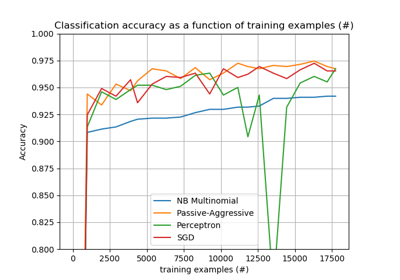 Classification accuracy as a function of training examples (#)
1.000
0.975
0.950
0.925
0.900
0.875
0.850
0.825
0.800
Accuracy
NB Multinomial
Passive-Aggressive
Perceptron
SGD
0 2500 5000 7500 10000 12500 15000 17500
training examples (#)